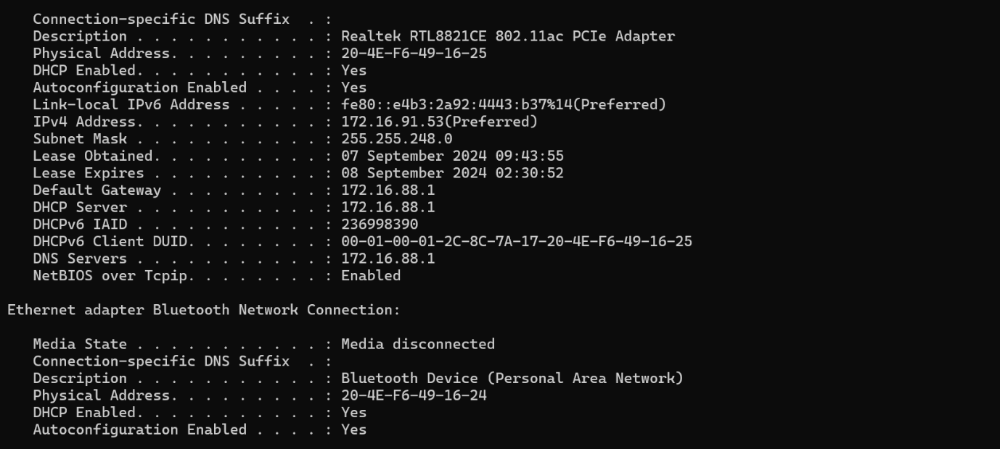 Connection-specific DNS Suffix  . :
Description . . . . . . . . . . . : Realtek RTL8821CE 802.11ac PCIe Adapter
Physical Address. . . . . . . . . : 20-4E-F6-49-16-25
DHCP Enabled. . . . . . . . . . . : Yes
Autoconfiguration Enabled . . . . : Yes
Link-local IPv6 Address . . . . . : fe80::e4b3:2a92:4443:b37%14(Preferred)
IPv4 Address. . . . . . . . . . . : 172.16.91.53(Preferred)
Subnet Mask . . . . . . . . . . . : 255.255.248.0
Lease Obtained. . . . . . . . . . : 07 September 2024 09:43:55
Lease Expires . . . . . . . . . . : 08 September 2024 02:30:52
Default Gateway . . . . . . . . . : 172.16.88.1
DHCP Server . . . . . . . . . . . : 172.16.88.1
DHCPv6 IAID . . . . . . . . . . . : 236998390
DHCPv6 Client DUID. . . . . . . . : 00-01-00-01-2C-8C-7A-17-20-4E-F6-49-16-25
DNS Servers . . . . . . . . . . . : 172.16.88.1
NetBIOS over Tcpip. . . . . . . . : Enabled
Ethernet adapter Bluetooth Network Connection:
Media State . . . . . . . . . . . : Media disconnected
Connection-specific DNS Suffix  . :
Description . . . . . . . . . . . : Bluetooth Device (Personal Area Network)
Physical Address. . . . . . . . . : 20-4E-F6-49-16-24
DHCP Enabled. . . . . . . . . . . : Yes
Autoconfiguration Enabled . . . . : Yes